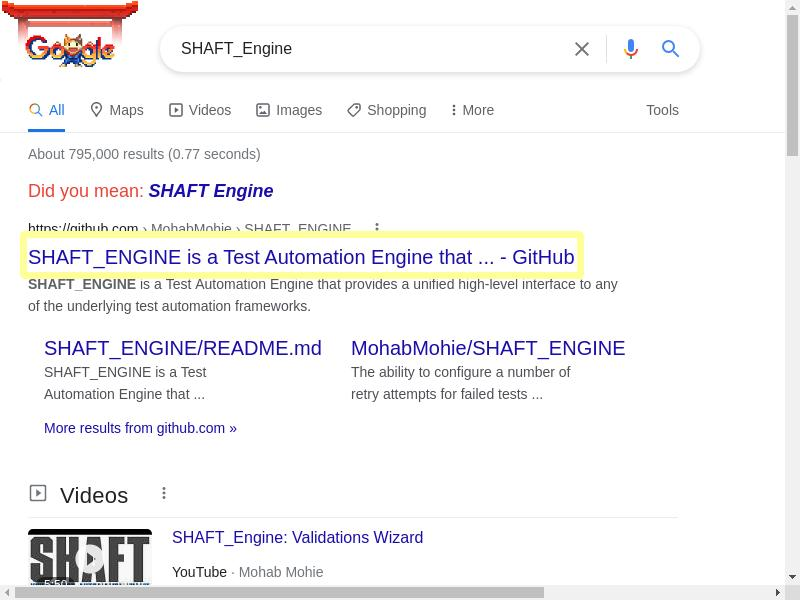 Google
SHAFT_Engine
All
Maps
Videos
Images
Shopping
More
Tools
About 795,000 results (0.77 seconds)
Did you mean: SHAFT Engine
https://github.com › MohabMohie › SHAFT_ENGINE
SHAFT_ENGINE is a Test Automation Engine that ... - GitHub
SHAFT_ENGINE is a Test Automation Engine that provides a unified high-level interface to any
of the underlying test automation frameworks.
SHAFT_ENGINE/README.md
SHAFT_ENGINE is a Test
Automation Engine that ...
MohabMohie/SHAFT_ENGINE
The ability to configure a number of
retry attempts for failed tests ...
More results from github.com »
Videos
SHAFT
5:50
SHAFT_Engine: Validations Wizard
YouTube · Mohab Mohie